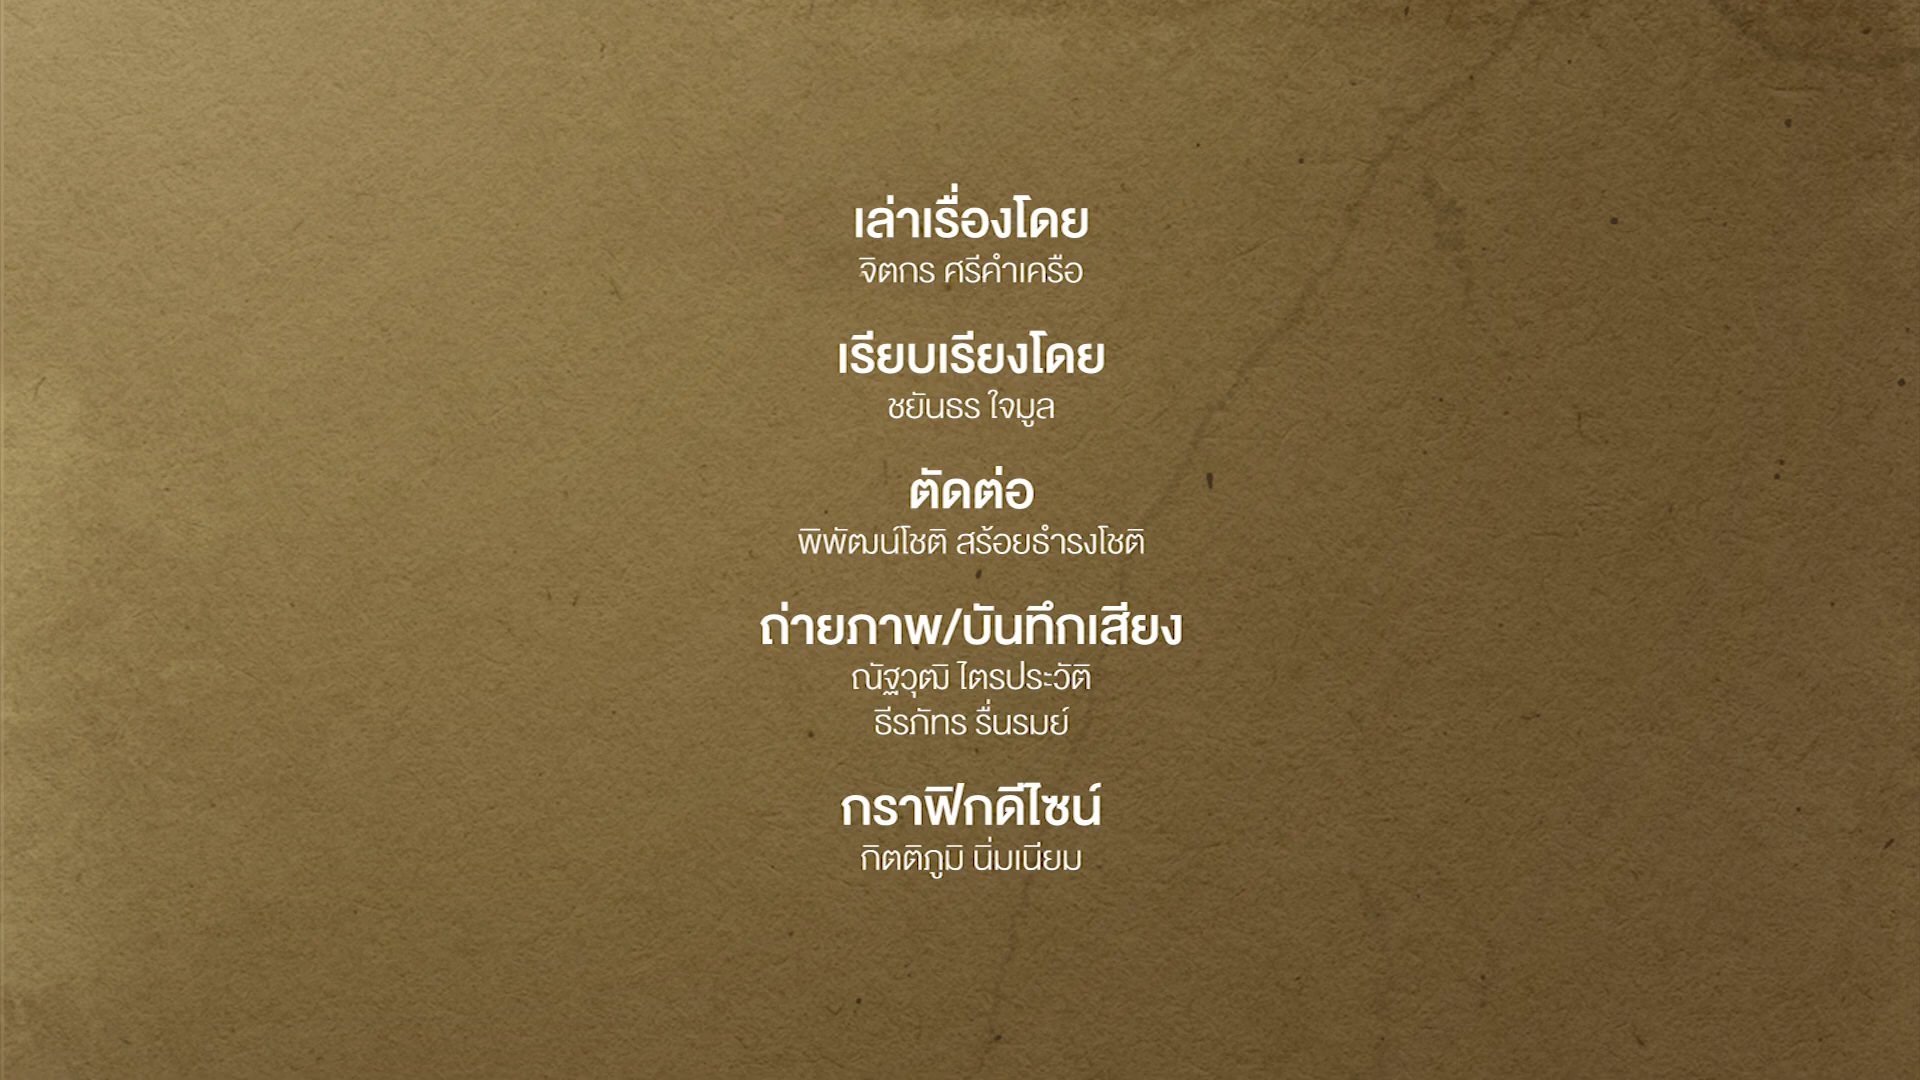 เล่าเรื่องโดย
จิตกร ศรีคำเครือ
เรียบเรียงโดย
ชยันธร ใจมูล
ตัดต่อ
พิพัฒน์โชติ สร้อยธำรงโชติ
ถ่ายภาพ/บันทึกเสียง
ณัฐวุฒิ ไตรประวัติ
ธีรภัทร รื่นรมย์
กราฟิกดีไซน์
กิตติภูมิ นิ่มเนียม